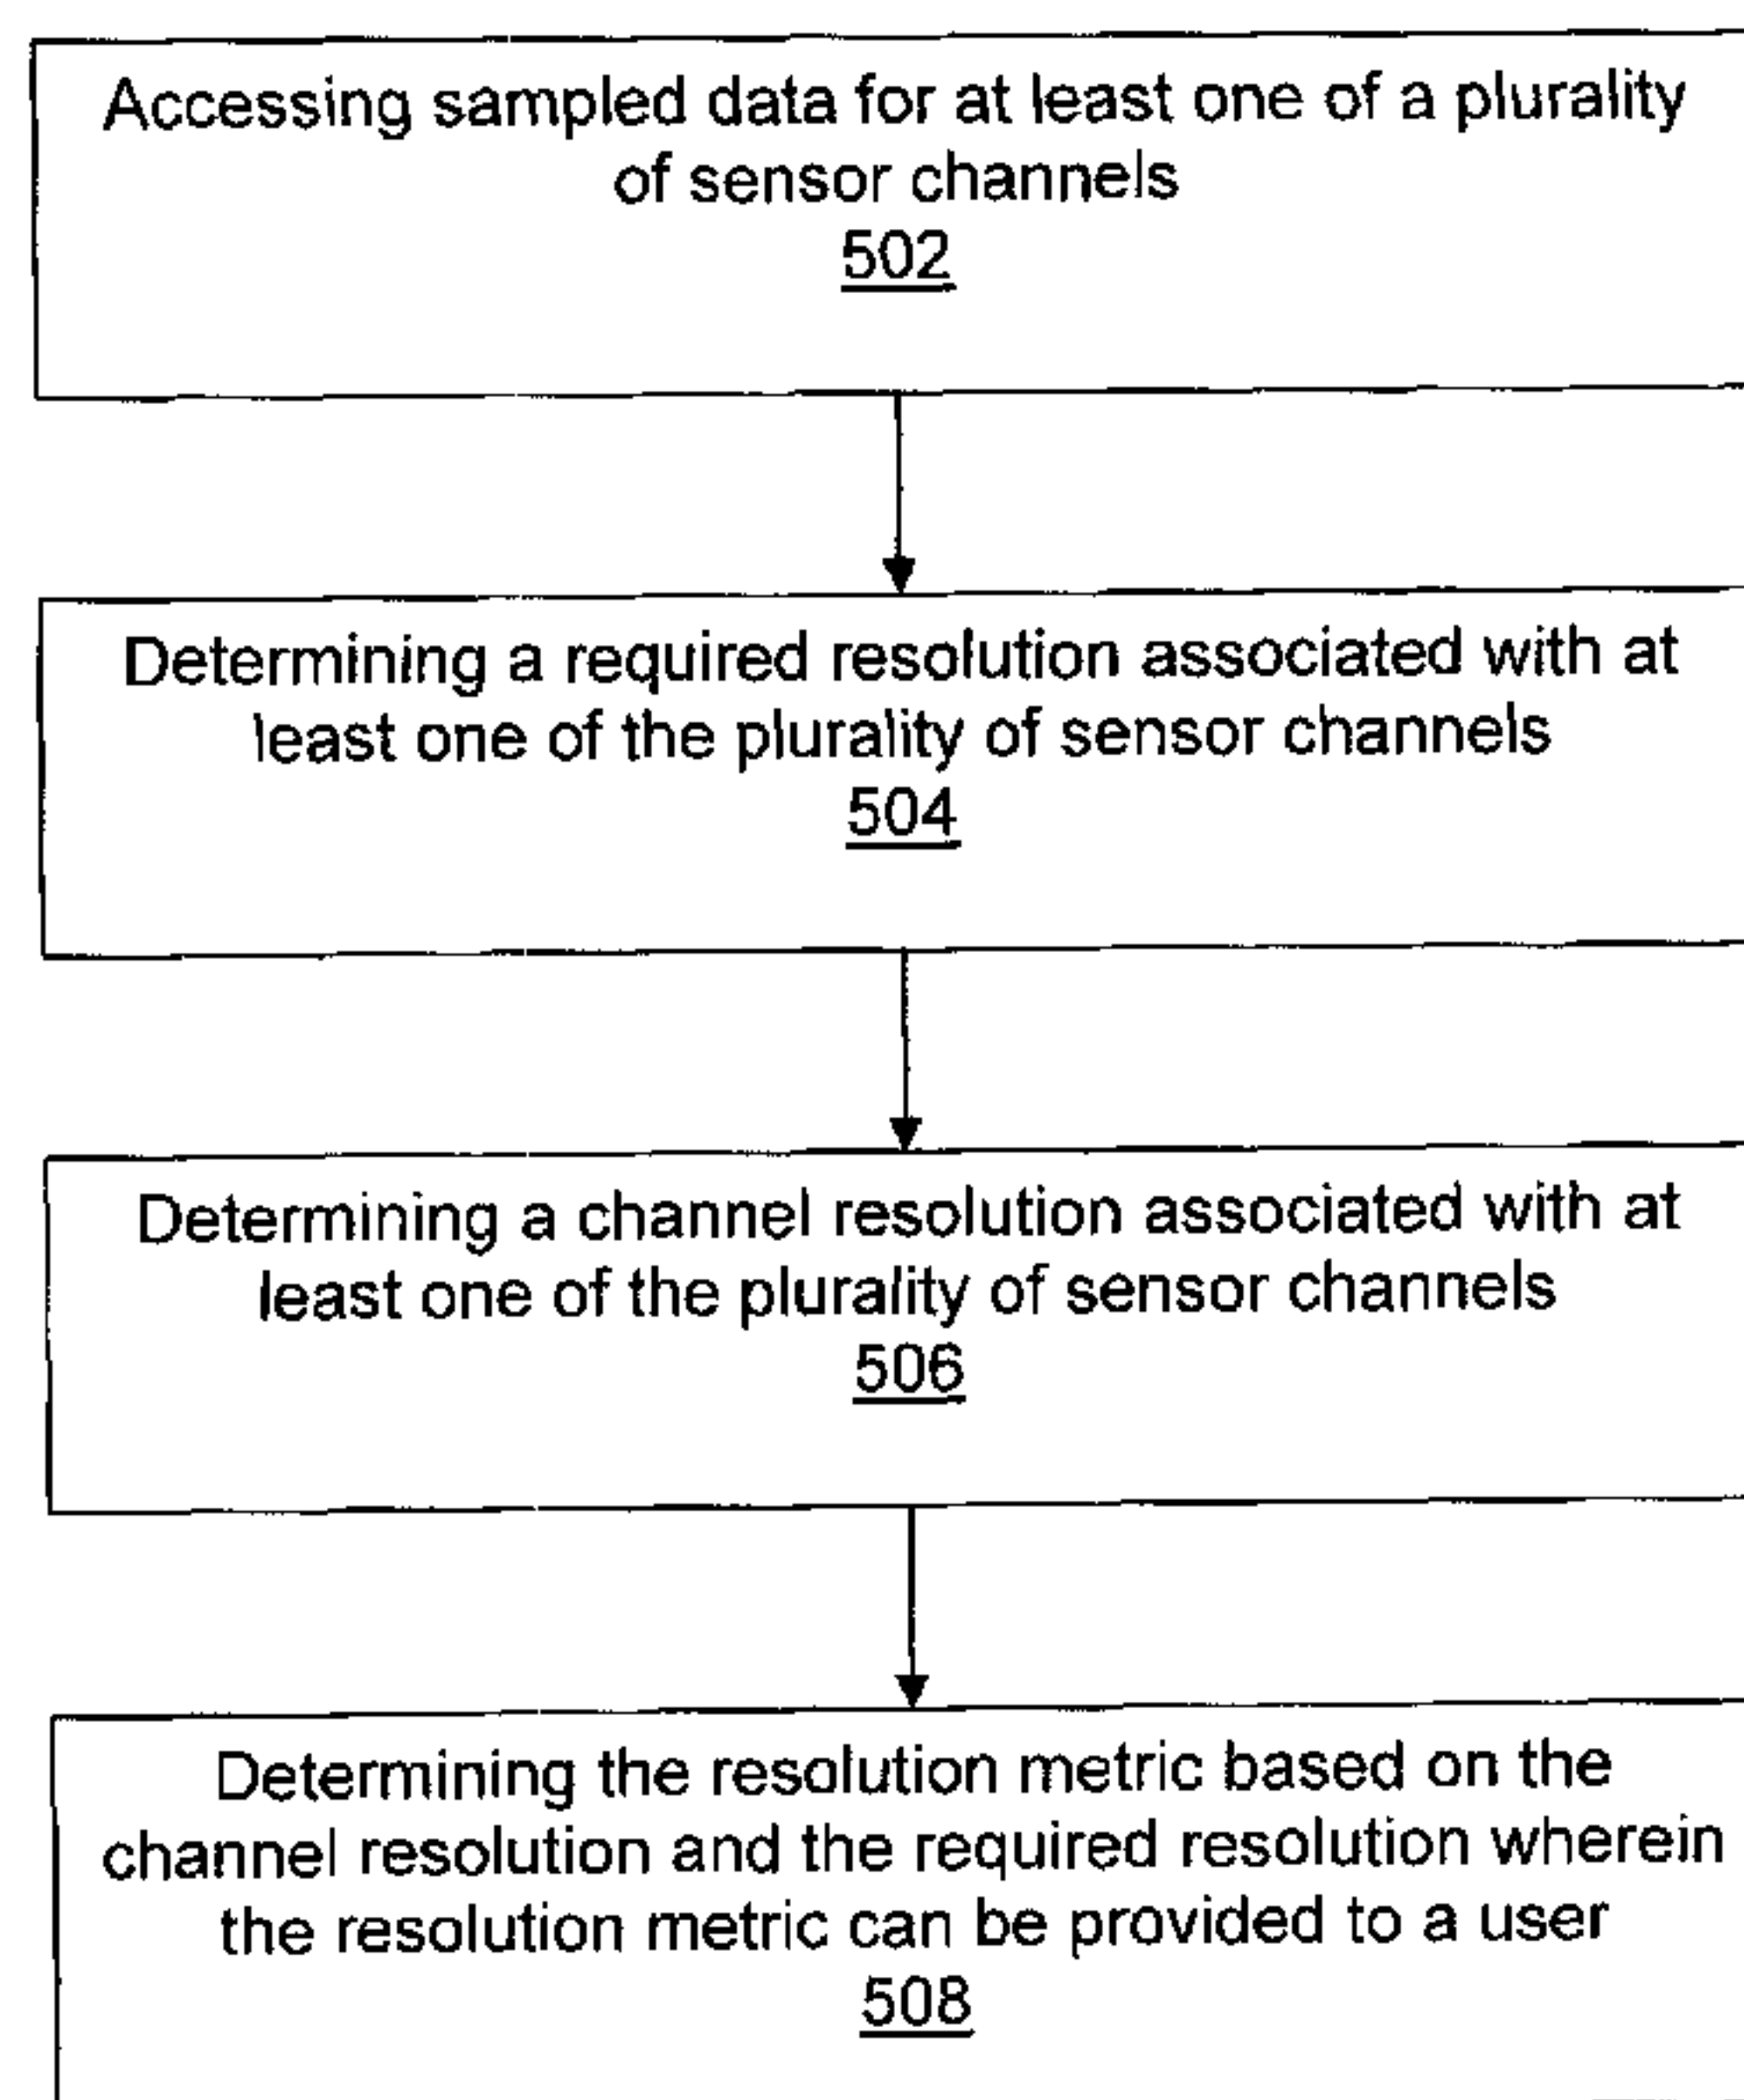 Accessing sampled data for at least one of a plurality
of sensor channels
502
Determining a required resolution associated with at
least one of the plurality of sensor channels
504
Determining a channel resolution associated with at
least one of the plurality of sensor channels
506
Determining the resolution metric based on the
channel resolution and the required resolution wherein
the resolution metric can be provided to a user
508